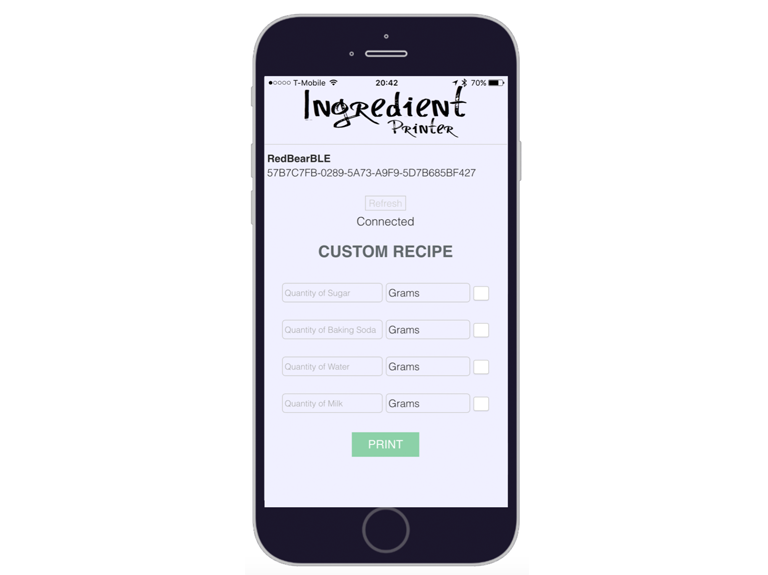 T-Mobile 20:42 70%
Ingredient
Printer
RedBearBLE
57B7C7FB-0289-5A73-A9F9-5D7B685BF427
Refresh
Connected
CUSTOM RECIPE
Quantity of Sugar Grams
Quantity of Baking Soda Grams
Quantity of Water Grams
Quantity of Milk Grams
PRINT